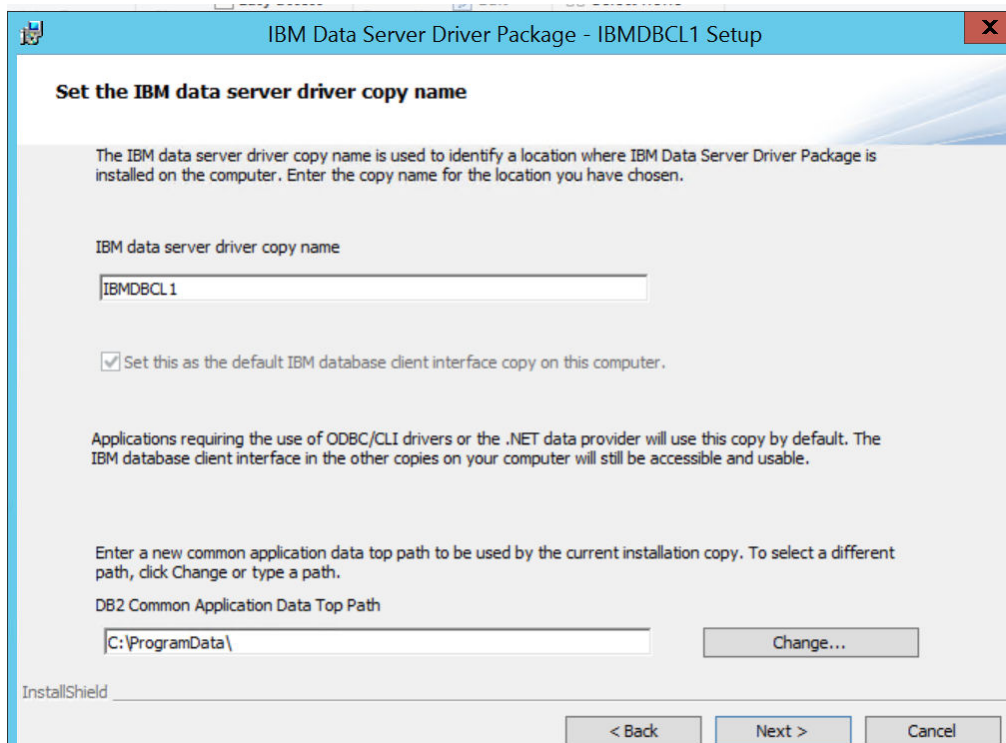 IBM Data Server Driver Package - IBMDBCL1 Setup
X
Set the IBM data server driver copy name
The IBM data server driver copy name is used to identify a location where IBM Data Server Driver Package is
installed on the computer. Enter the copy name for the location you have chosen.
IBM data server driver copy name
IBMDBCL1
Set this as the default IBM database client interface copy on this computer.
Applications requiring the use of ODBC/CLI drivers or the .NET data provider will use this copy by default. The
IBM database client interface in the other copies on your computer will still be accessible and usable.
Enter a new common application data top path to be used by the current installation copy. To select a different
path, click Change or type a path.
DB2 Common Application Data Top Path
C:\ProgramData\
Change...
InstallShield
< Back
Next >
Cancel